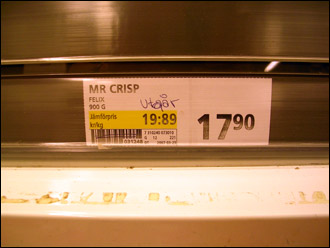 MR CRISP
FELIX
900 G
Utgår
Jämförpris
kr/kg
19:89
17 90